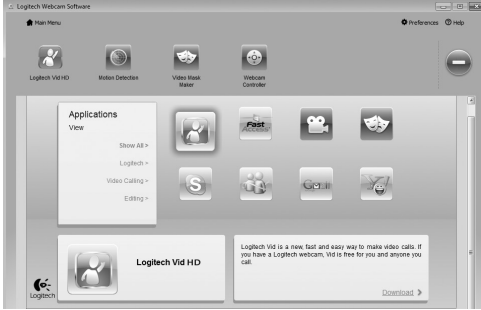 Logitech Webcam Software
Main Menu
Preferences
Help
Logitech Vid HD
Motion Detection
Video Mask
Maker
Webcam
Controller
Applications
View
Show All >
Logitech >
Video Calling >
Editing >
Fast
ACCESS
S
Y!
Logitech Vid HD
Logitech Vid is a new, fast and easy way to make video calls. If
you have a Logitech webcam, Vid is free for you and anyone you
call.
Download >
Logitech